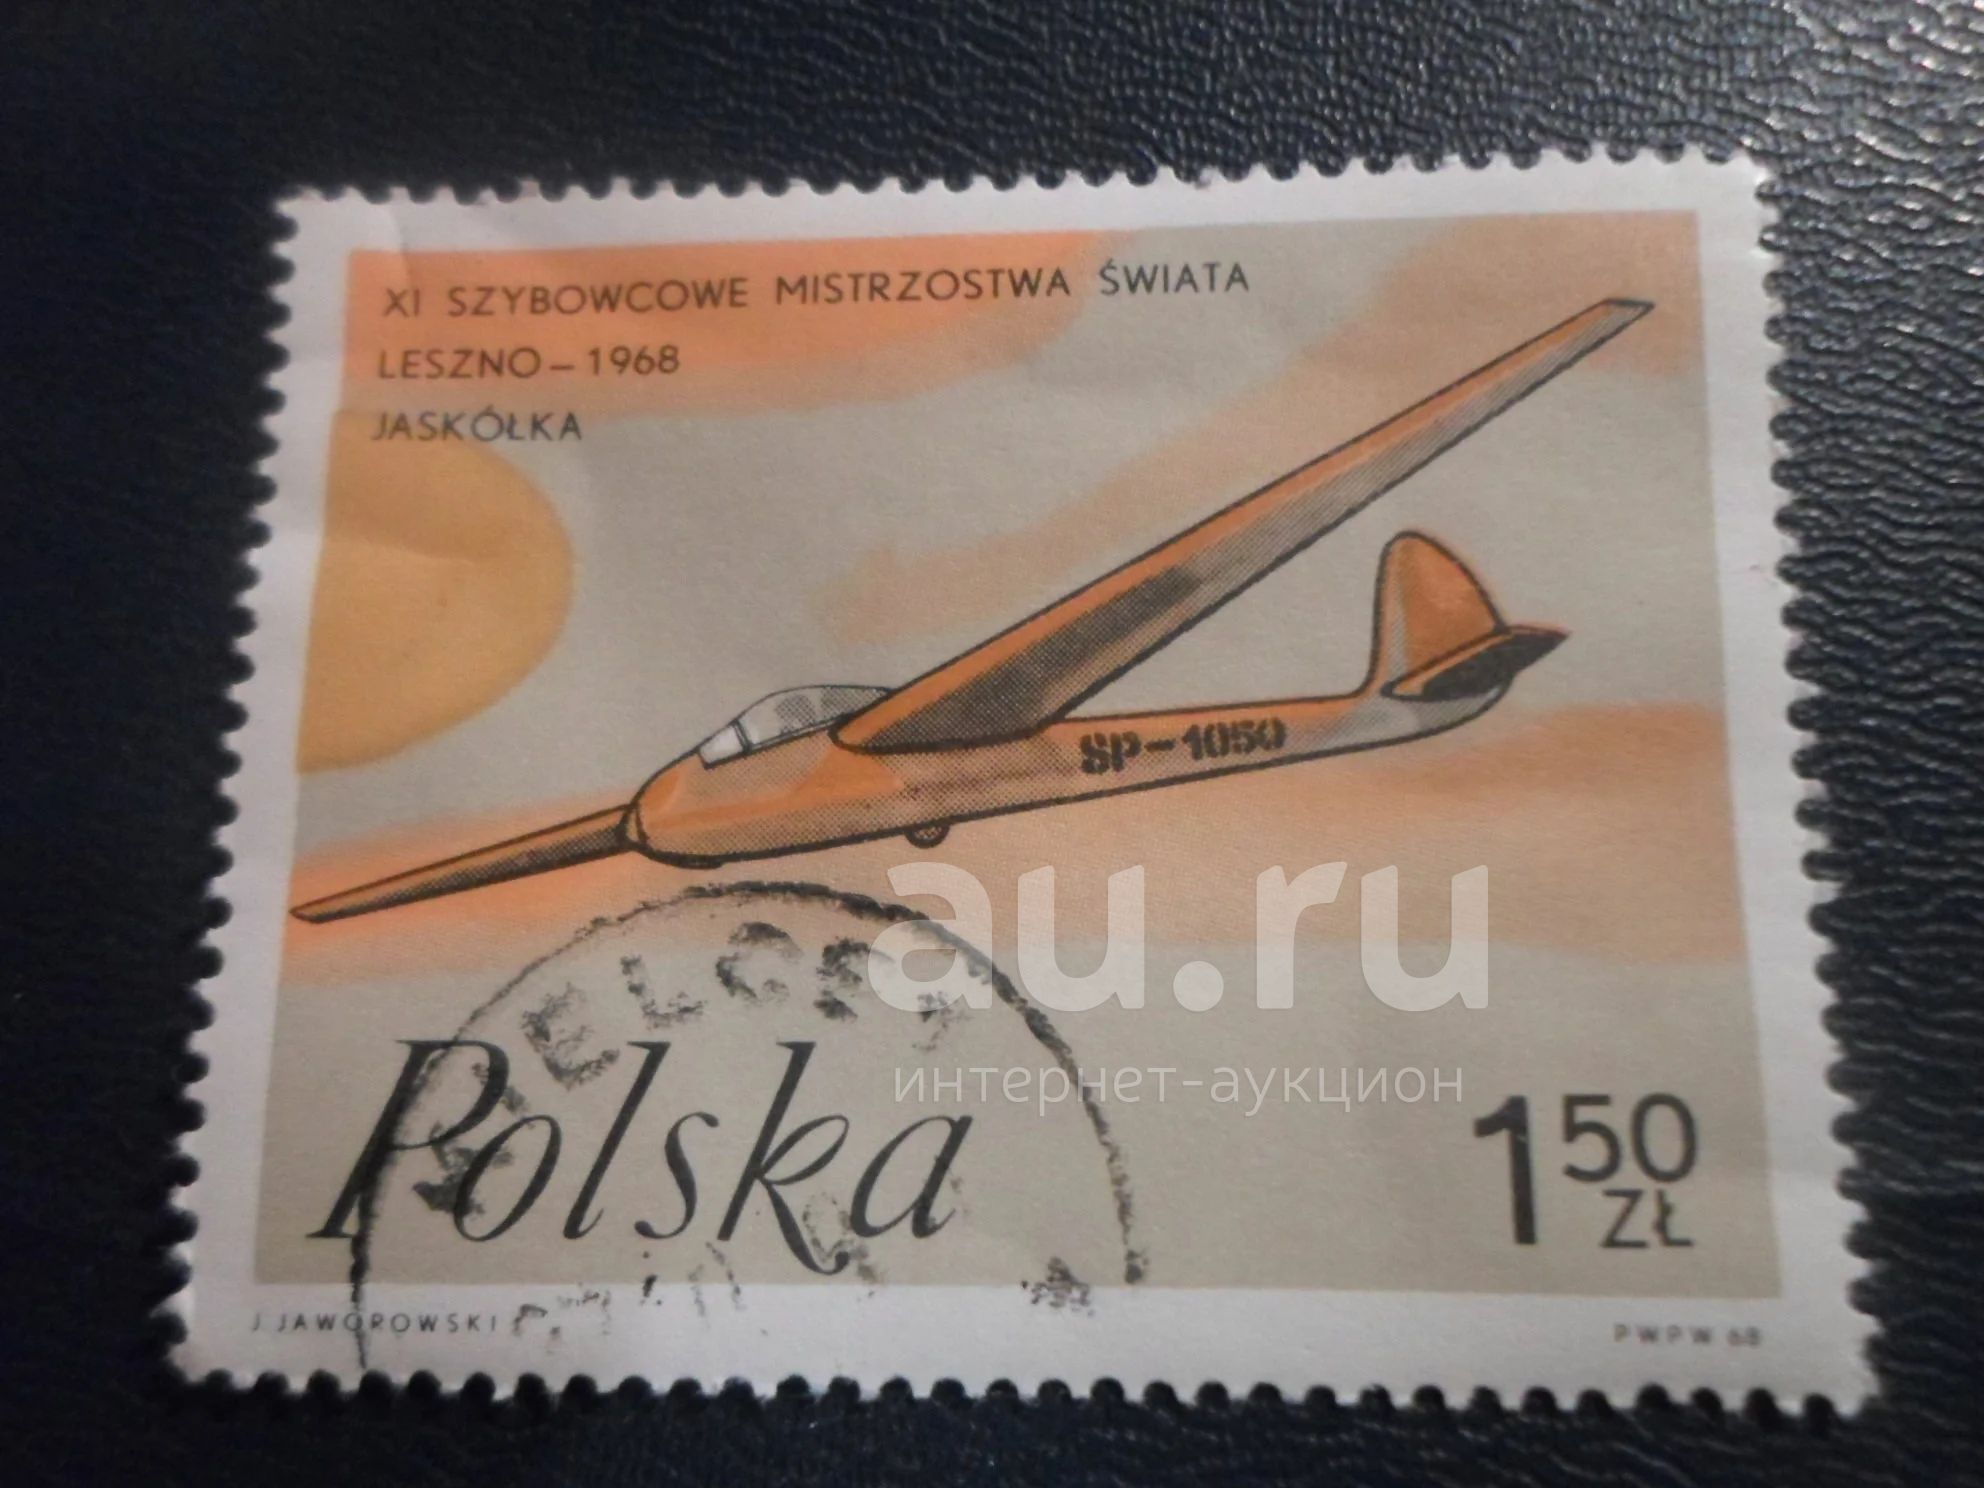 XI SZYBOWCOWE MISTRZOSTWA ŚWIATA
LESZNO – 1968
JASKÓŁKA
SP-1050
au.ru
интернет-аукцион
Polska
1 50
ZŁ
J. JAWOROWSKI
PWPW 68